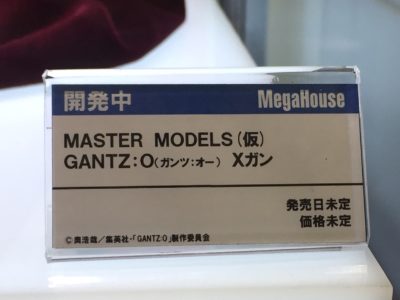 開発中 MegaHouse
MASTER MODELS(仮)
GANTZ:O(ガンツ:オー) Xガン
発売日未定
価格未定
©奥浩哉/集英社・「GANTZ:O」製作委員会